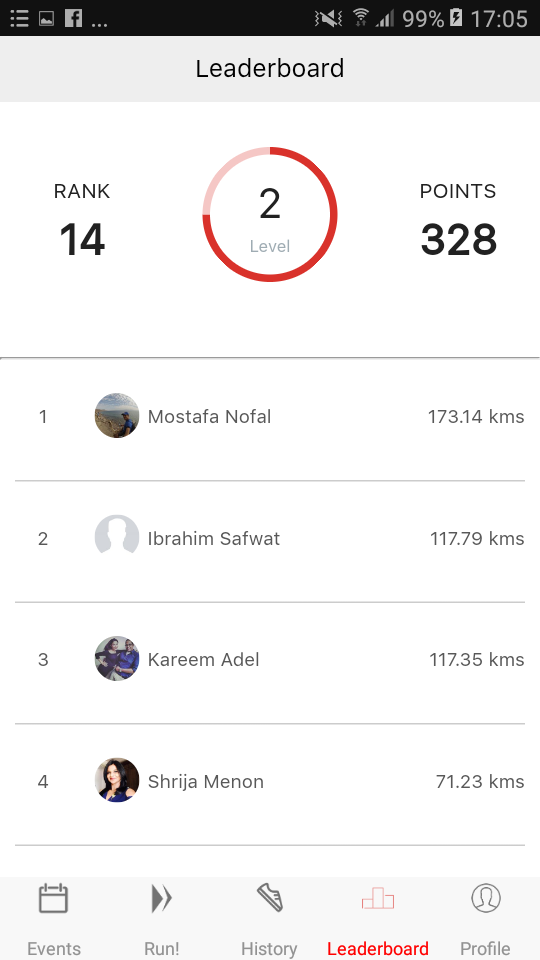 ... 99% 17:05
Leaderboard
RANK
14
2
Level
POINTS
328
1 Mostafa Nofal 173.14 kms
2 Ibrahim Safwat 117.79 kms
3 Kareem Adel 117.35 kms
4 Shrija Menon 71.23 kms
Events Run! History Leaderboard Profile